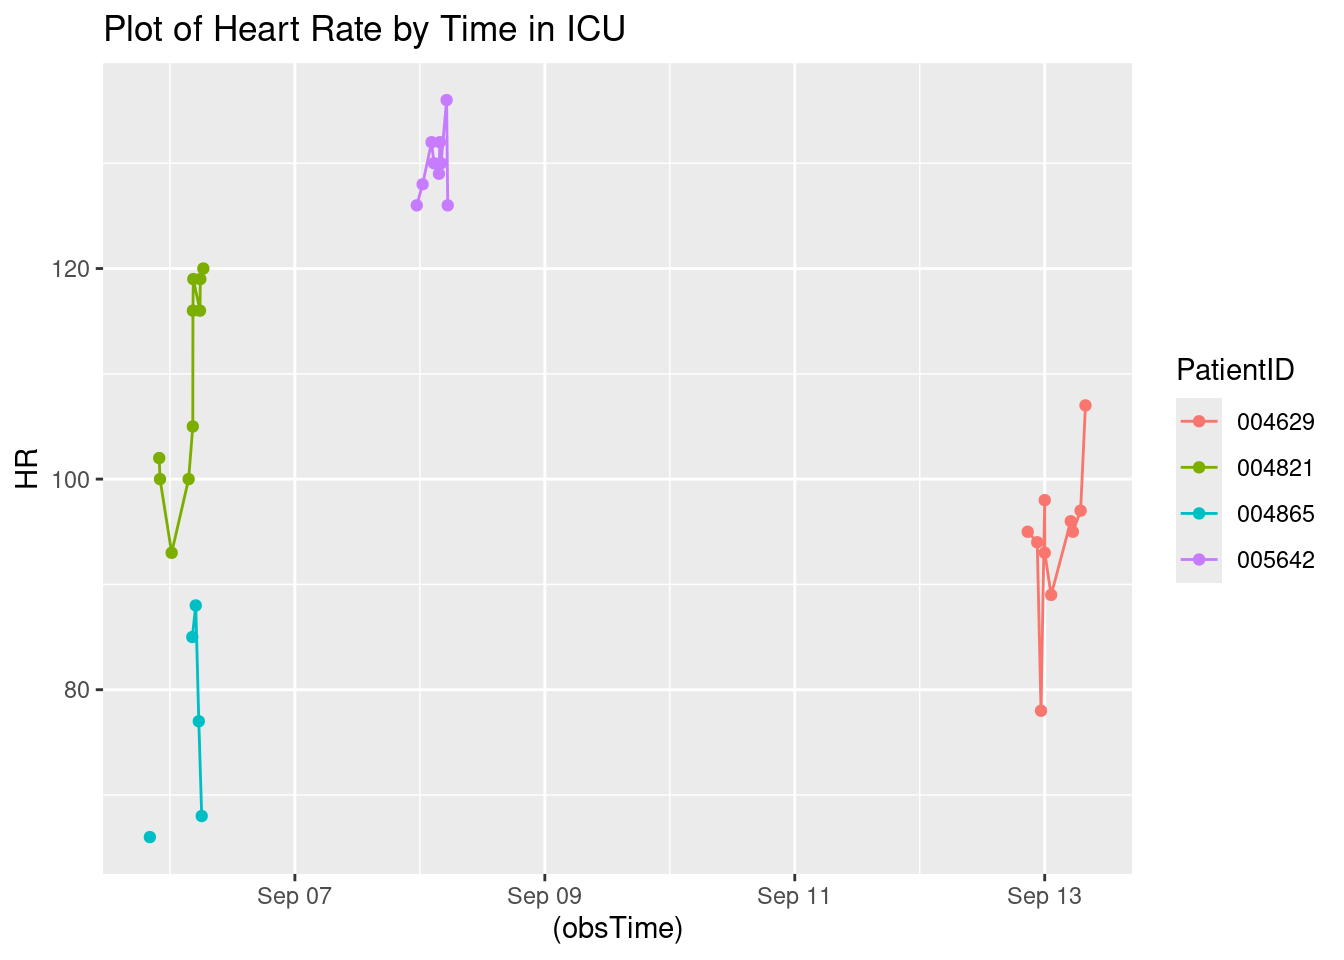 Plot of Heart Rate by Time in ICU
120
100
80
HR
Sep 07
Sep 09
Sep 11
Sep 13
(obsTime)
PatientID
004629
004821
004865
005642